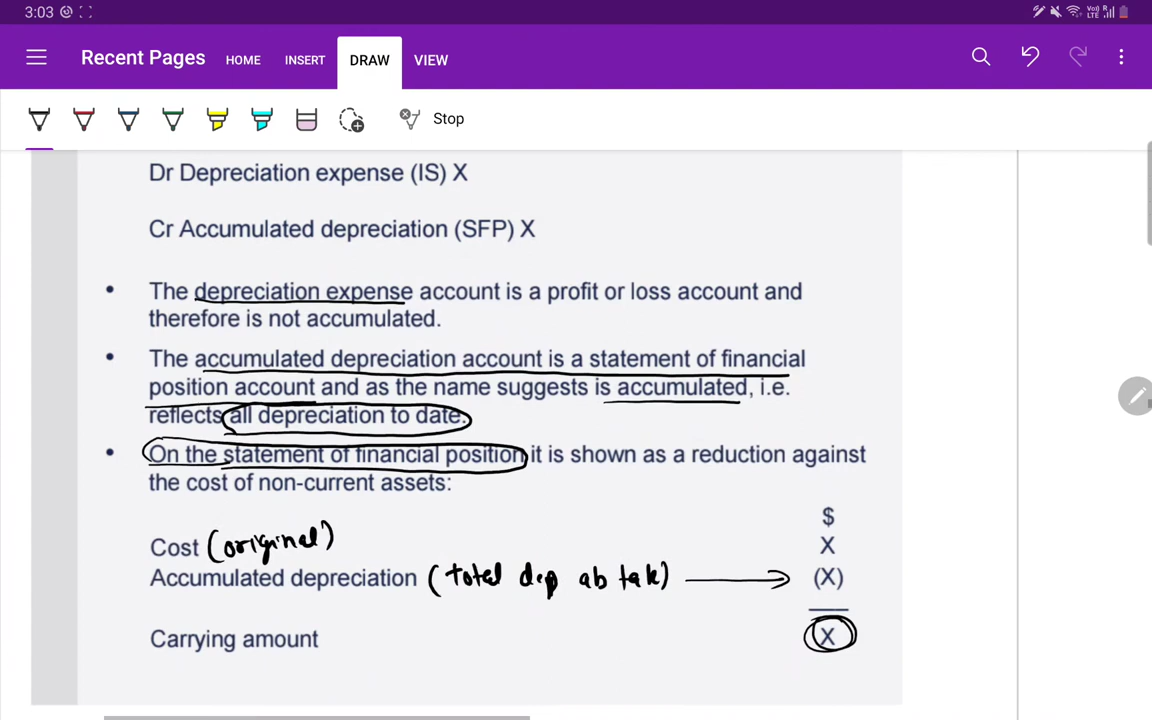 3:03
Vo)) LTE R
Recent Pages HOME INSERT DRAW VIEW
Stop
Dr Depreciation expense (IS) X
Cr Accumulated depreciation (SFP) X
• The depreciation expense account is a profit or loss account and
therefore is not accumulated.
• The accumulated depreciation account is a statement of financial
position account and as the name suggests is accumulated, i.e.
reflects all depreciation to date.
• On the statement of financial position it is shown as a reduction against
the cost of non-current assets:
$
Cost (original) X
Accumulated depreciation (total dep ab tak) (X)
Carrying amount X